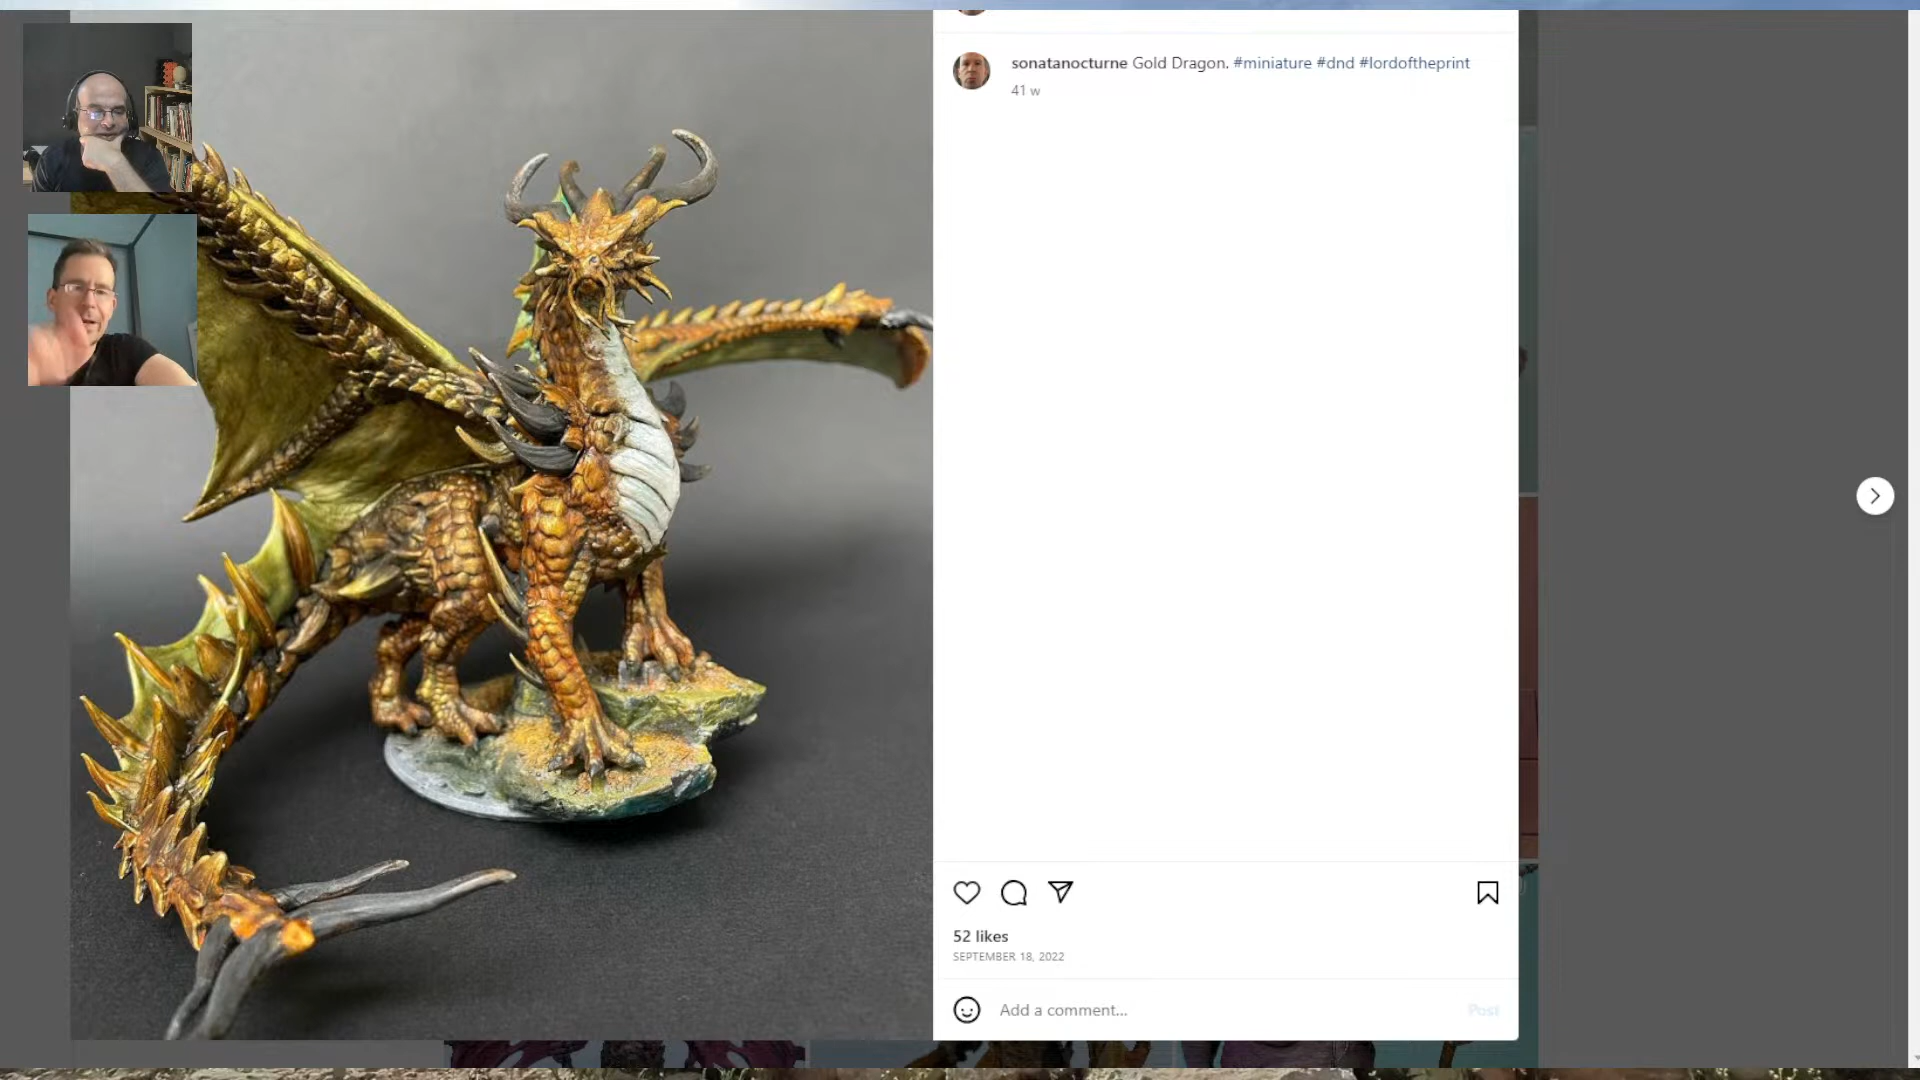 sonatanocturne Gold Dragon. #miniature #dnd #lordoftheprint
41 w
52 likes
SEPTEMBER 18, 2022
Add a comment...
Post